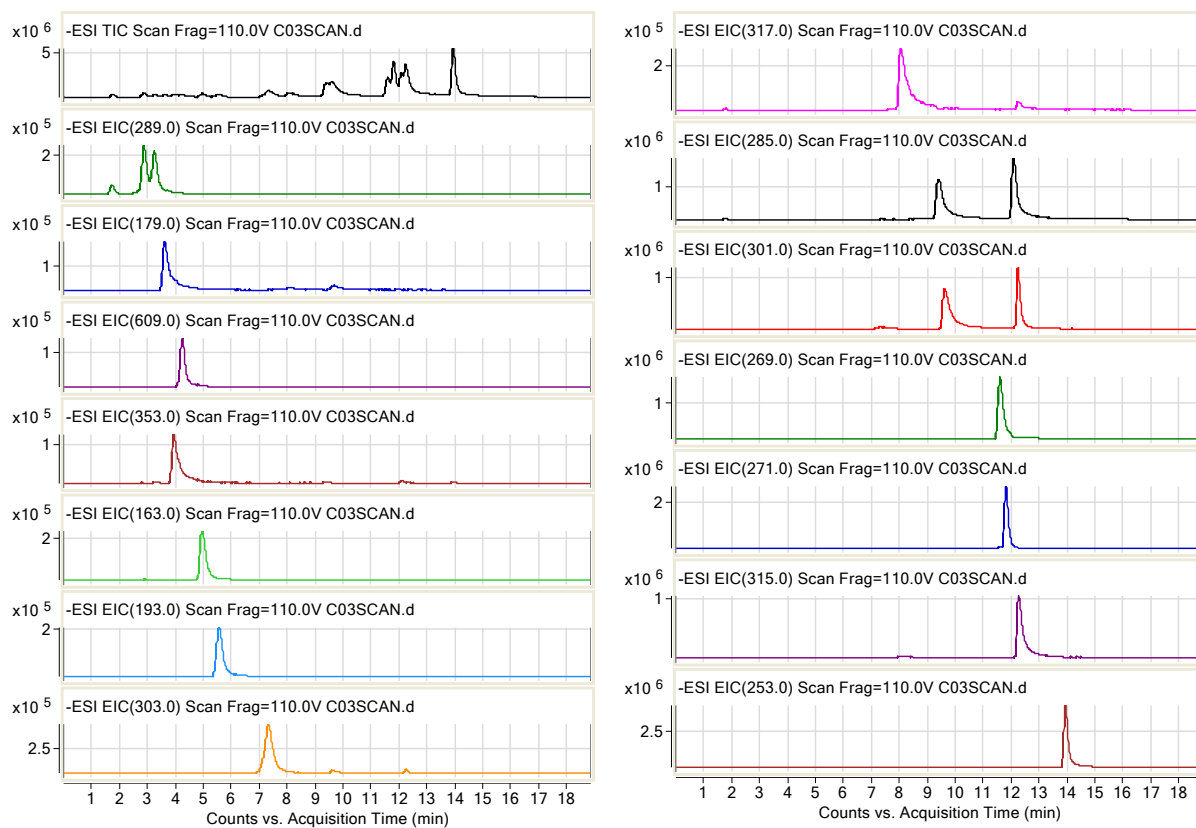 x10 6
-ESI TIC Scan Frag=110.0V C03SCAN.d
5
x10 5
-ESI EIC(289.0) Scan Frag=110.0V C03SCAN.d
2
x10 5
-ESI EIC(179.0) Scan Frag=110.0V C03SCAN.d
1
x10 5
-ESI EIC(609.0) Scan Frag=110.0V C03SCAN.d
1
x10 5
-ESI EIC(353.0) Scan Frag=110.0V C03SCAN.d
1
x10 5
-ESI EIC(163.0) Scan Frag=110.0V C03SCAN.d
2
x10 5
-ESI EIC(193.0) Scan Frag=110.0V C03SCAN.d
2
x10 5
-ESI EIC(303.0) Scan Frag=110.0V C03SCAN.d
2.5
1 2 3 4 5 6 7 8 9 10 11 12 13 14 15 16 17 18
Counts vs. Acquisition Time (min)
x10 5
-ESI EIC(317.0) Scan Frag=110.0V C03SCAN.d
2
x10 6
-ESI EIC(285.0) Scan Frag=110.0V C03SCAN.d
1
x10 6
-ESI EIC(301.0) Scan Frag=110.0V C03SCAN.d
1
x10 6
-ESI EIC(269.0) Scan Frag=110.0V C03SCAN.d
1
x10 6
-ESI EIC(271.0) Scan Frag=110.0V C03SCAN.d
2
x10 6
-ESI EIC(315.0) Scan Frag=110.0V C03SCAN.d
1
x10 6
-ESI EIC(253.0) Scan Frag=110.0V C03SCAN.d
2.5
1 2 3 4 5 6 7 8 9 10 11 12 13 14 15 16 17 18
Counts vs. Acquisition Time (min)